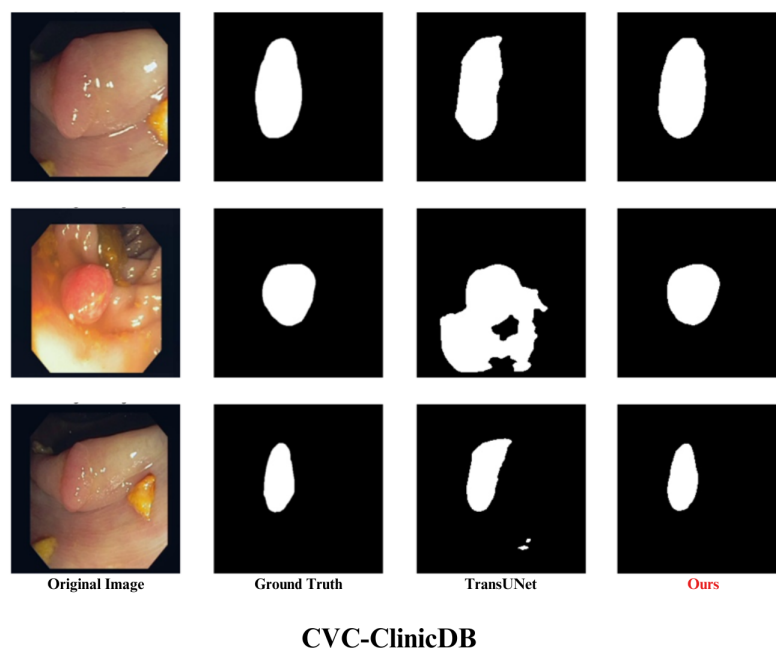 Original Image
Ground Truth
TransUNet
Ours
CVC-ClinicDB